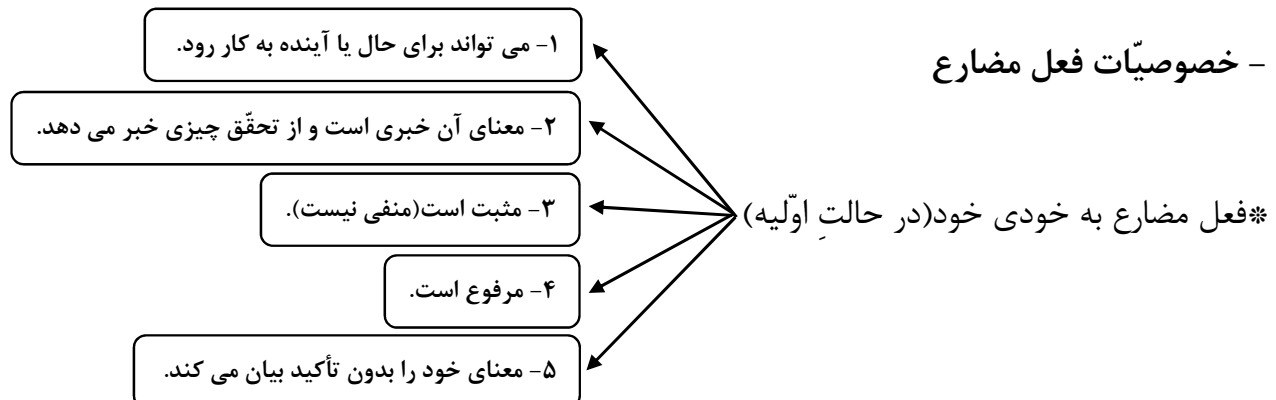 - خصوصیّات فعل مضارع
*فعل مضارع به خودی خود(در حالتِ اوّلیه)
۱- می تواند برای حال یا آینده به کار رود.
۲- معنای آن خبری است و از تحقّق چیزی خبر می دهد.
۳- مثبت است(منفی نیست).
۴- مرفوع است.
۵- معنای خود را بدون تأکید بیان می کند.